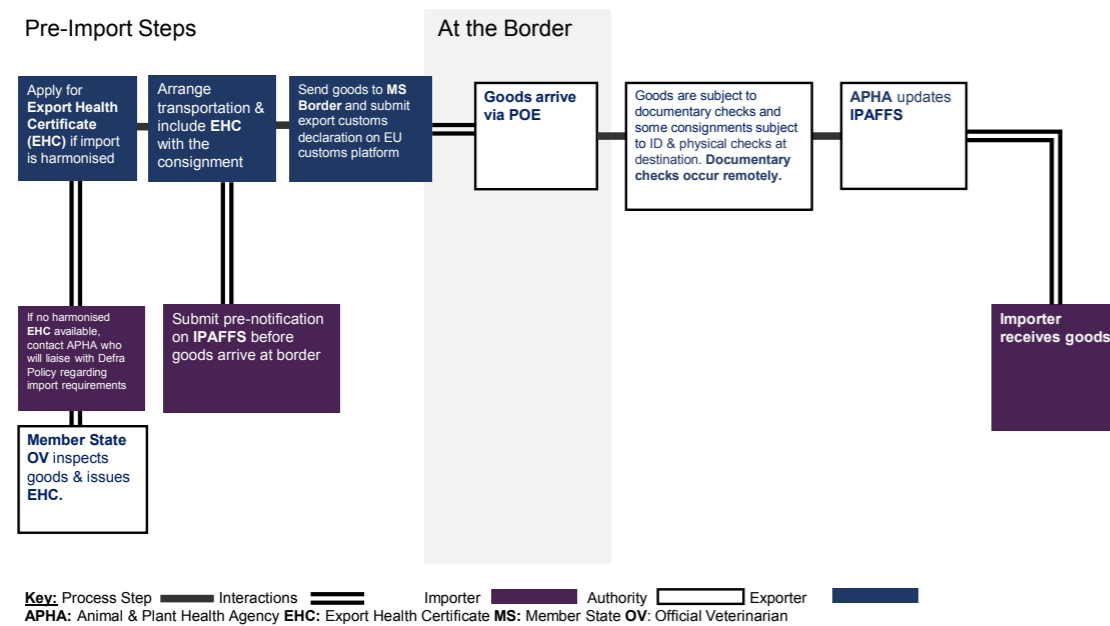 Pre-Import Steps
At the Border
Apply for
Export Health
Certificate
(EHC) if import
is harmonised
Arrange
transportation &
include EHC
with the
consignment
Send goods to MS
Border and submit
export customs
declaration on EU
customs platform
Goods arrive
via POE
Goods are subject to
documentary checks and
some consignments subject
to ID & physical checks at
destination. Documentary
checks occur remotely.
APHA updates
IPAFFS
If no harmonised
EHC available,
contact APHA who
will liaise with Defra
Policy regarding
import requirements
Submit pre-notification
on IPAFFS before
goods arrive at border
Importer
receives goods
Member State
OV inspects
goods & issues
EHC.
Key: Process Step Interactions Importer Authority Exporter
APHA: Animal & Plant Health Agency EHC: Export Health Certificate MS: Member State OV: Official Veterinarian